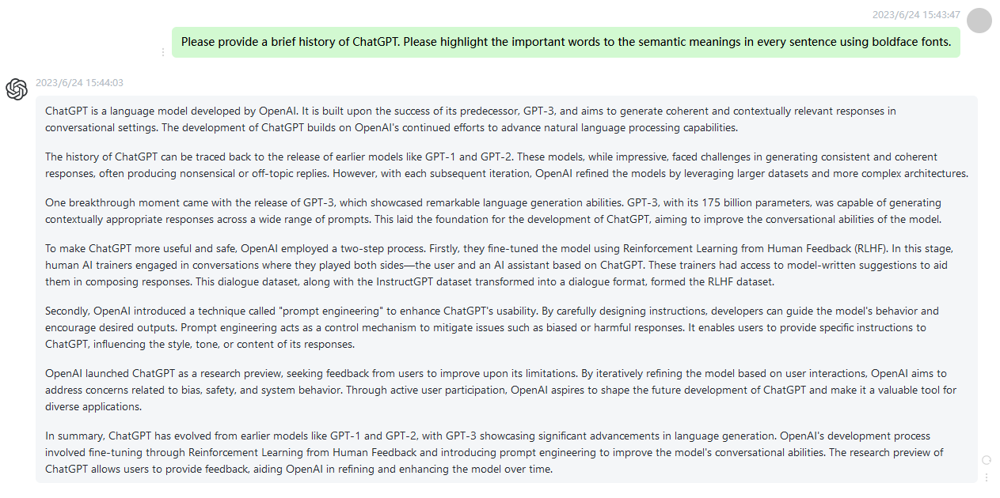 2023/6/24 15:43:47
Please provide a brief history of ChatGPT. Please highlight the important words to the semantic meanings in every sentence using boldface fonts.
2023/6/24 15:44:03
ChatGPT is a language model developed by OpenAI. It is built upon the success of its predecessor, GPT-3, and aims to generate coherent and contextually relevant responses in
conversational settings. The development of ChatGPT builds on OpenAI's continued efforts to advance natural language processing capabilities.
The history of ChatGPT can be traced back to the release of earlier models like GPT-1 and GPT-2. These models, while impressive, faced challenges in generating consistent and coherent
responses, often producing nonsensical or off-topic replies. However, with each subsequent iteration, OpenAI refined the models by leveraging larger datasets and more complex architectures.
One breakthrough moment came with the release of GPT-3, which showcased remarkable language generation abilities. GPT-3, with its 175 billion parameters, was capable of generating
contextually appropriate responses across a wide range of prompts. This laid the foundation for the development of ChatGPT, aiming to improve the conversational abilities of the model.
To make ChatGPT more useful and safe, OpenAI employed a two-step process. Firstly, they fine-tuned the model using Reinforcement Learning from Human Feedback (RLHF). In this stage,
human AI trainers engaged in conversations where they played both sides—the user and an AI assistant based on ChatGPT. These trainers had access to model-written suggestions to aid
them in composing responses. This dialogue dataset, along with the InstructGPT dataset transformed into a dialogue format, formed the RLHF dataset.
Secondly, OpenAI introduced a technique called "prompt engineering" to enhance ChatGPT's usability. By carefully designing instructions, developers can guide the model's behavior and
encourage desired outputs. Prompt engineering acts as a control mechanism to mitigate issues such as biased or harmful responses. It enables users to provide specific instructions to
ChatGPT, influencing the style, tone, or content of its responses.
OpenAI launched ChatGPT as a research preview, seeking feedback from users to improve upon its limitations. By iteratively refining the model based on user interactions, OpenAI aims to
address concerns related to bias, safety, and system behavior. Through active user participation, OpenAI aspires to shape the future development of ChatGPT and make it a valuable tool for
diverse applications.
In summary, ChatGPT has evolved from earlier models like GPT-1 and GPT-2, with GPT-3 showcasing significant advancements in language generation. OpenAI's development process
involved fine-tuning through Reinforcement Learning from Human Feedback and introducing prompt engineering to improve the model's conversational abilities. The research preview of
ChatGPT allows users to provide feedback, aiding OpenAI in refining and enhancing the model over time.